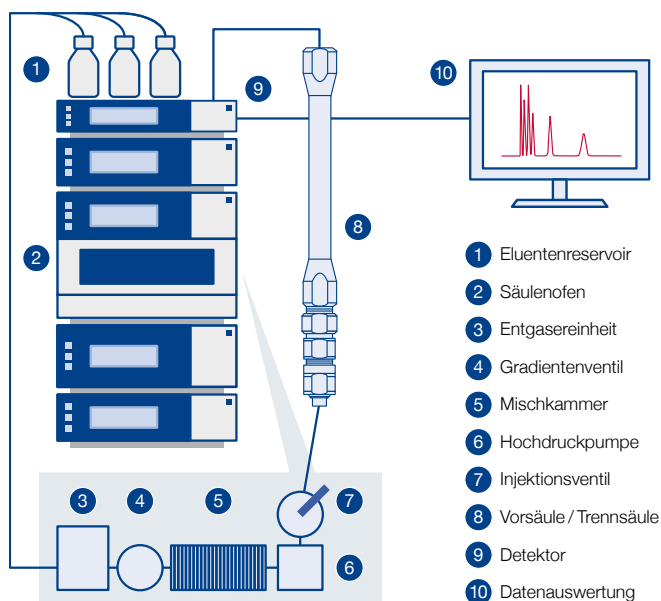 1
10
9
8
2
1 Eluentenreservoir
2 Säulenofen
3 Entgasereinheit
4 Gradientenventil
5 Mischkammer
6 Hochdruckpumpe
7 Injektionsventil
8 Vorsäule / Trennsäule
9 Detektor
10 Datenauswertung
3 4 5 7
6